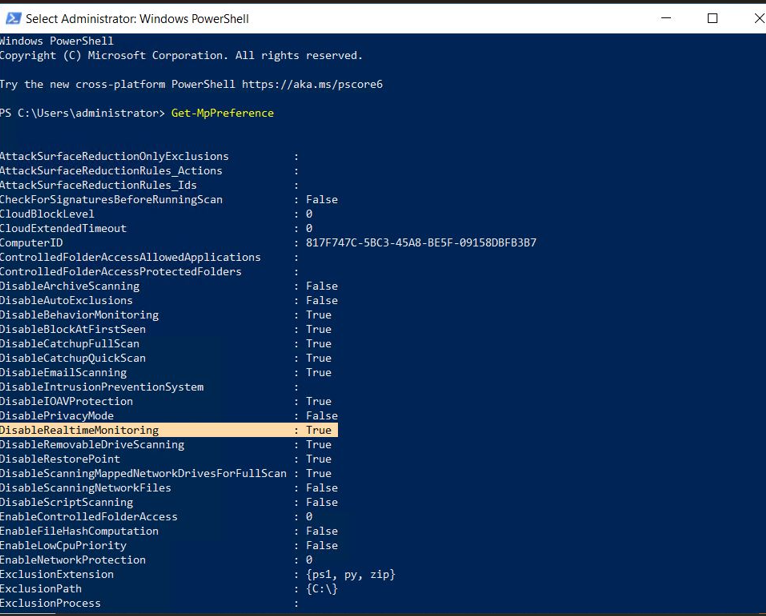 Select Administrator: Windows PowerShell
Windows PowerShell
Copyright (C) Microsoft Corporation. All rights reserved.
Try the new cross-platform PowerShell https://aka.ms/pscore6
PS C:\Users\administrator> Get-MpPreference
AttackSurfaceReductionOnlyExclusions :
AttackSurfaceReductionRules_Actions :
AttackSurfaceReductionRules_Ids :
CheckForSignaturesBeforeRunningScan : False
CloudBlockLevel : 0
CloudExtendedTimeout : 0
ComputerID : 817F747C-5BC3-45A8-BE5F-09158DBFB3B7
ControlledFolderAccessAllowedApplications :
ControlledFolderAccessProtectedFolders :
DisableArchiveScanning : False
DisableAutoExclusions : False
DisableBehaviorMonitoring : True
DisableBlockAtFirstSeen : True
DisableCatchupFullScan : True
DisableCatchupQuickScan : True
DisableEmailScanning : True
DisableIntrusionPreventionSystem :
DisableIOAVProtection : True
DisablePrivacyMode : False
DisableRealtimeMonitoring : True
DisableRemovableDriveScanning : True
DisableRestorePoint : True
DisableScanningMappedNetworkDrivesForFullScan : True
DisableScanningNetworkFiles : False
DisableScriptScanning : False
EnableControlledFolderAccess : 0
EnableFileHashComputation : False
EnableLowCpuPriority : False
EnableNetworkProtection : 0
ExclusionExtension : {ps1, py, zip}
ExclusionPath : {C:\}
ExclusionProcess :